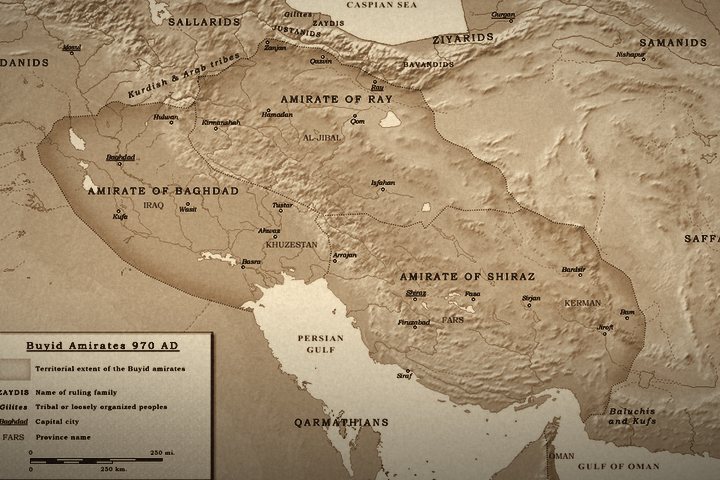 CASPIAN SEA
SALLARIDS
Gilites
ZAYDIS
JUSTANIDS
Gurgan
ZIYARIDS
SAMANIDS
DANIDS
Mosul
Zanjan
Qazvin
BAVANDIDS
Nishapur
Kurdish & Arab tribes
Ray
AMIRATE OF RAY
Hulwan
Kirmanshah
Hamadan
Qom
AL-JIBAL
Baghdad
AMIRATE OF BAGHDAD
Isfahan
IRAQ
Kufa
Wasit
Tustar
Ahwaz
KHUZESTAN
SAFFA
Basra
Arrajan
AMIRATE OF SHIRAZ
Bardsir
Shiraz
Fasa
Sirjan
KERMAN
Firuzabad
FARS
Bam
Jiroft
PERSIAN
GULF
Siraf
QARMATHIANS
Baluchis
and Kufs
OMAN
GULF OF OMAN
Buyid Amirates 970 AD
Territorial extent of the Buyid amirates
ZAYDIS Name of ruling family
Gilites Tribal or loosely organized peoples
Baghdad Capital city
FARS Province name
0 250 mi.
0 250 km.